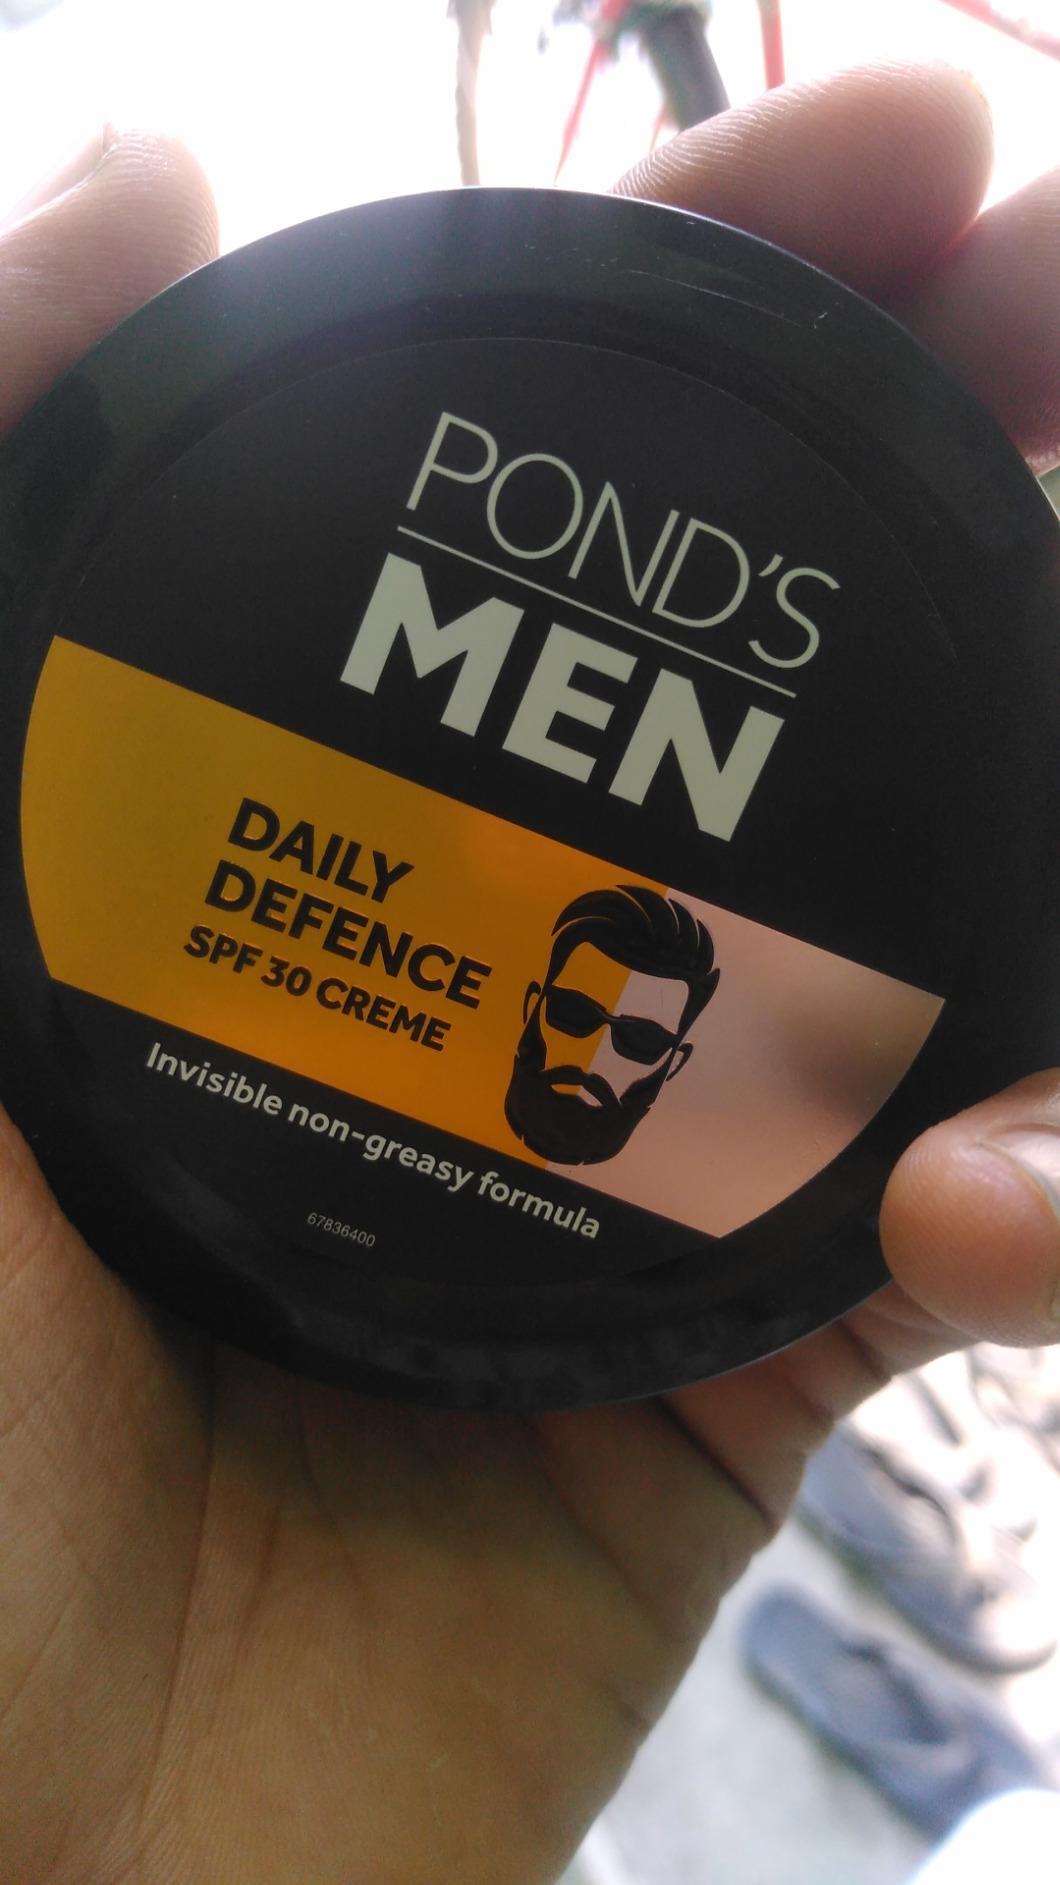 POND'S
MEN
DAILY
DEFENCE
SPF 30 CREME
Invisible non-greasy formula
67836400